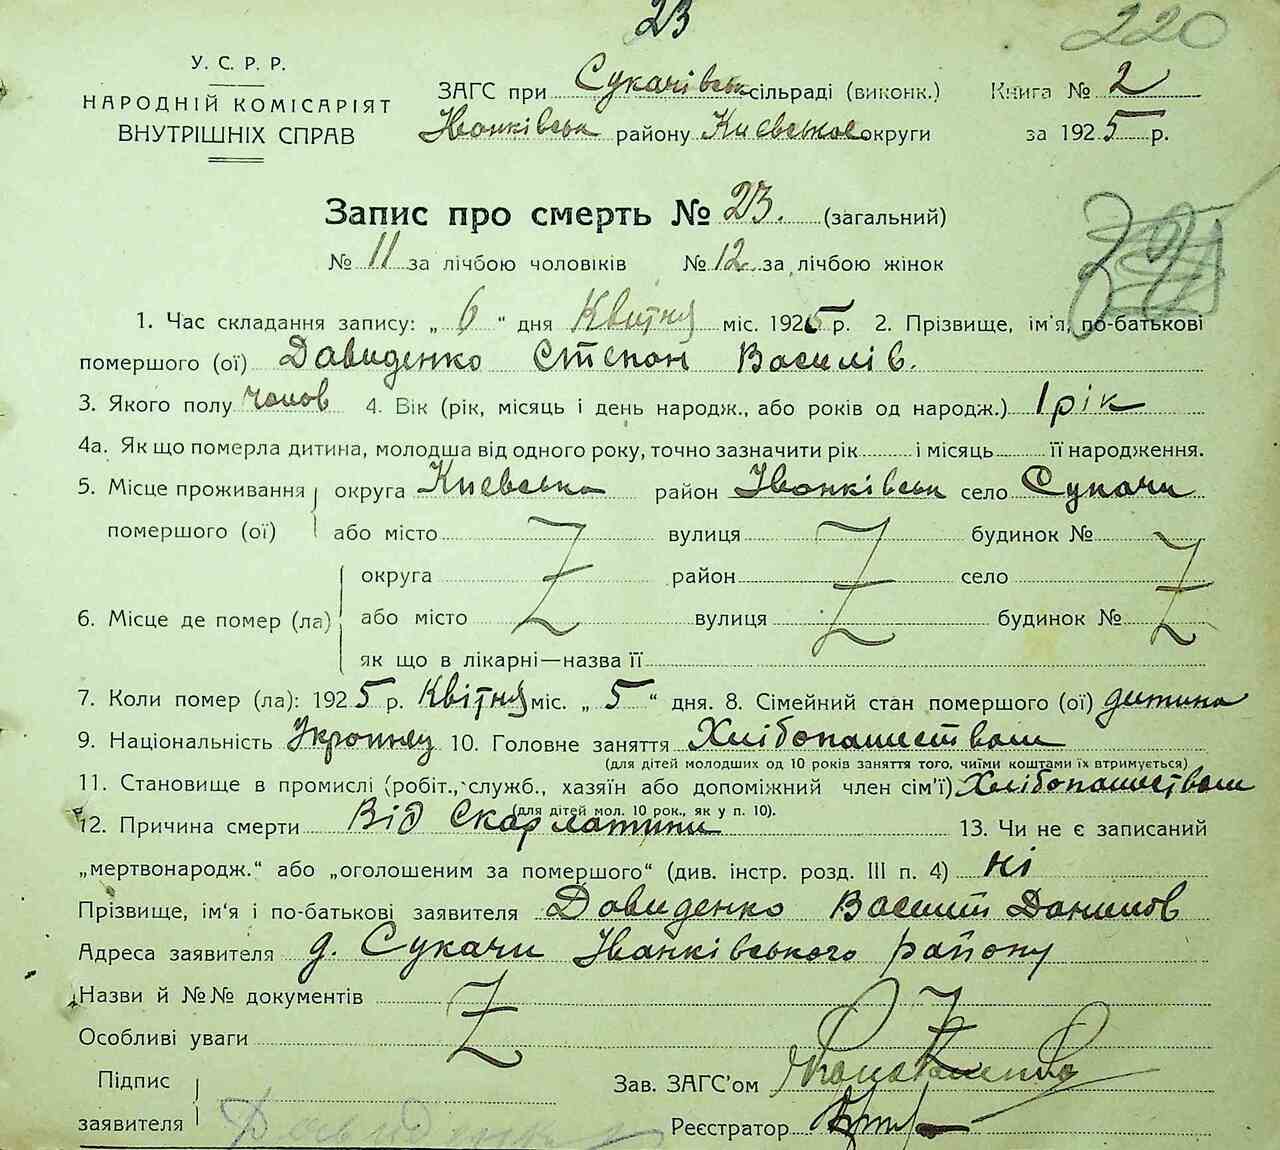 23
220
У. С. Р. Р.
НАРОДНІЙ КОМІСАРІЯТ
ВНУТРІШНІХ СПРАВ
ЗАГС при Сукачівськ. сільраді (виконк.)
Іванківськ району Києвськоє округи
Книга № 2
за 1925 р.
Запис про смерть № 23. (загальний)
№ 11 за лічбою чоловіків № 12 за лічбою жінок
1. Час складання запису: „ 6 “ дня Квітня міс. 1925 р. 2. Прізвище, ім'я, по-батькові
помершого (ої) Давиденко Степан Василів.
3. Якого полу чолов 4. Вік (рік, місяць і день народж., або років од народж.) 1 рік
4а. Як що померла дитина, молодша від одного року, точно зазначити рік і місяць її народження.
5. Місце проживання округа Киевська район Іванківськ село Сукачи
помершого (ої) або місто Z вулиця Z будинок № Z
округа район село
6. Місце де помер (ла) або місто Z вулиця Z будинок № Z
як що в лікарні—назва її
7. Коли помер (ла): 1925 р. Квітня міс. „ 5 “ дня. 8. Сімейний стан помершого (ої) дитина
9. Національність Украпнец 10. Головне заняття Хлібопашеством
(для дітей молодших од 10 років заняття того, чиїми коштами їх втримується)
11. Становище в промислі (робіт., служб., хазяїн або допоміжний член сім'ї) Хлібопашеством
(для дітей мол. 10 рок., як у п. 10).
12. Причина смерти Від Скарлатини 13. Чи не є записаний
„мертвонародж.“ або „оголошеним за помершого“ (див. інстр. розд. III п. 4) ні
Прізвище, ім'я і по-батькові заявителя Давиденко Василь Данилов
Адреса заявителя д. Сукачи Іванківського району
Назви й №№ документів Z
Особливі уваги
Підпис
заявителя Давиденко
Зав. ЗАГС'ом
Реєстратор